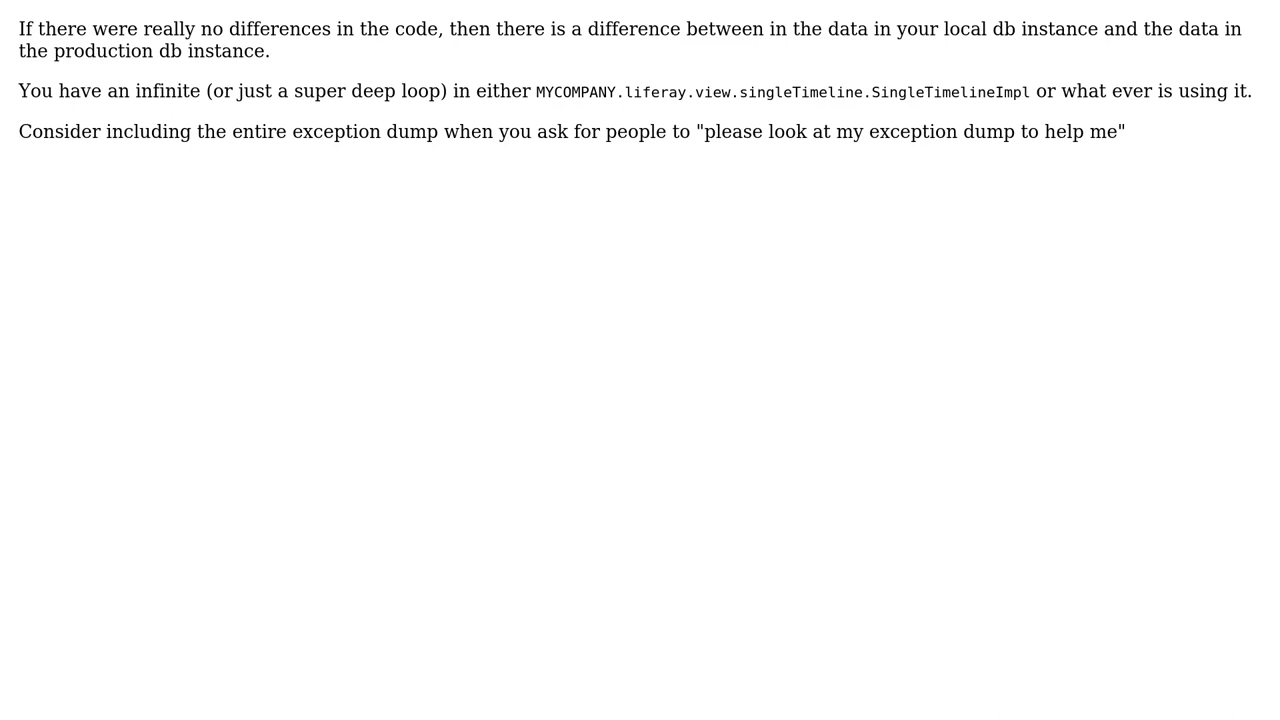 If there were really no differences in the code, then there is a difference between in the data in your local db instance and the data in
the production db instance.
You have an infinite (or just a super deep loop) in either MYCOMPANY.liferay.view.singleTimeline.SingleTimelineImpl or what ever is using it.
Consider including the entire exception dump when you ask for people to "please look at my exception dump to help me"